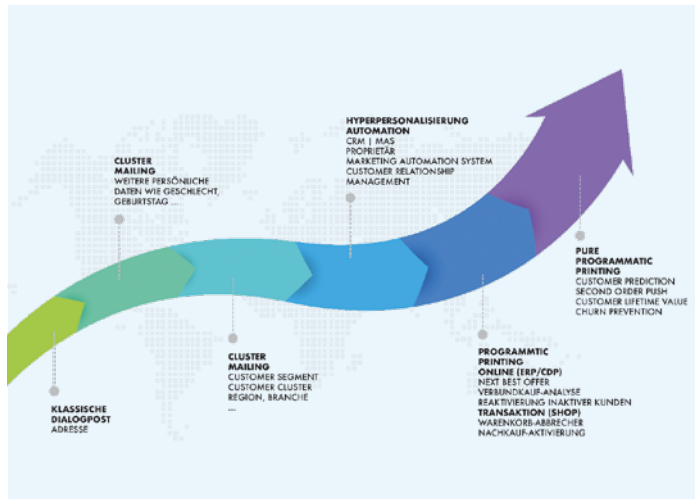 KLASSISCHE
DIALOGPOST
ADRESSE
CLUSTER
MAILING
WEITERE PERSÖNLICHE
DATEN WIE GESCHLECHT,
GEBURTSTAG ...
CLUSTER
MAILING
CUSTOMER SEGMENT
CUSTOMER CLUSTER
REGION, BRANCHE
...
HYPERPERSONALISIERUNG
AUTOMATION
CRM | MAS
PROPRIETÄR
MARKETING AUTOMATION SYSTEM
CUSTOMER RELATIONSHIP
MANAGEMENT
PROGRAMMTIC
PRINTING
ONLINE (ERP/CDP)
NEXT BEST OFFER
VERBUNDKAUF-ANALYSE
REAKTIVIERUNG INAKTIVER KUNDEN
TRANSAKTION (SHOP)
WARENKORB-ABBRECHER
NACHKAUF-AKTIVIERUNG
PURE
PROGRAMMATIC
PRINTING
CUSTOMER PREDICTION
SECOND ORDER PUSH
CUSTOMER LIFETIME VALUE
CHURN PREVENTION